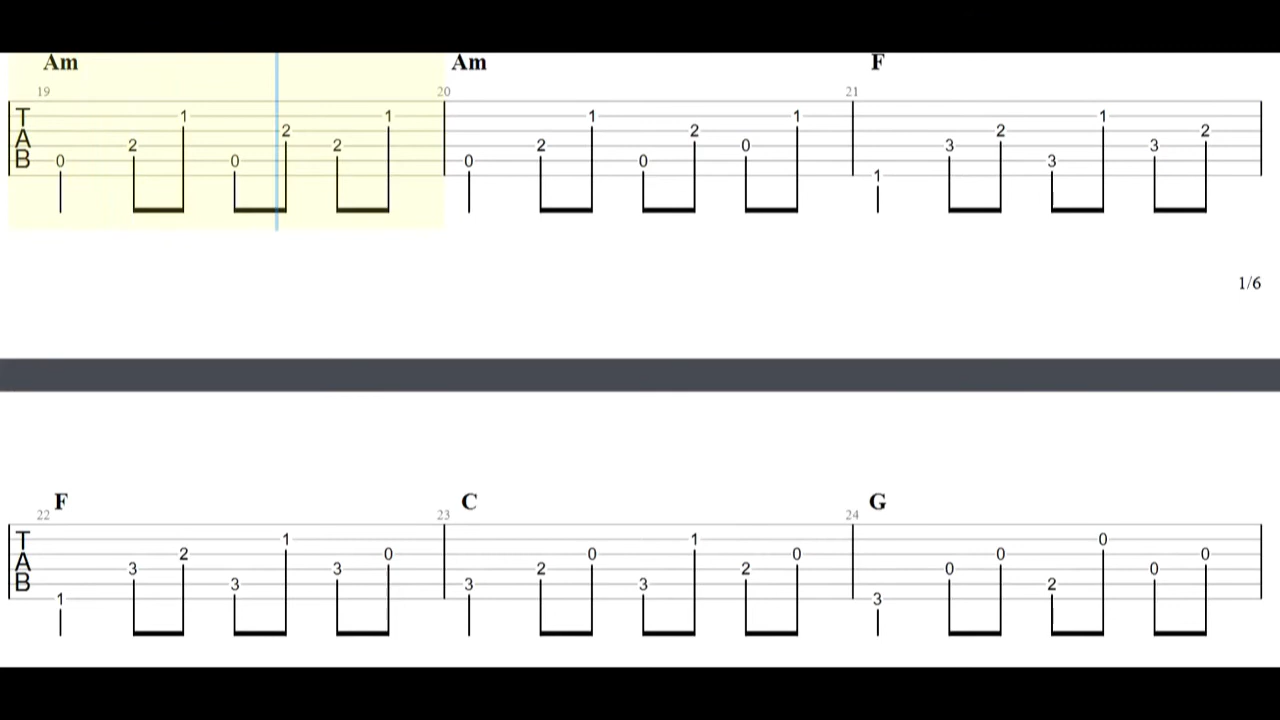 Am Am F
19 20 21
T 1 1 1 1 1
A 2 2 2 2
B 2 2 2 0 3 3
0 0 0 0 3
1
1/6
F C G
22 23 24
T 1 1 0
A 2 0 0 0 0 0
B 3 3 2 2 0 0
3 3 3 2
1 3